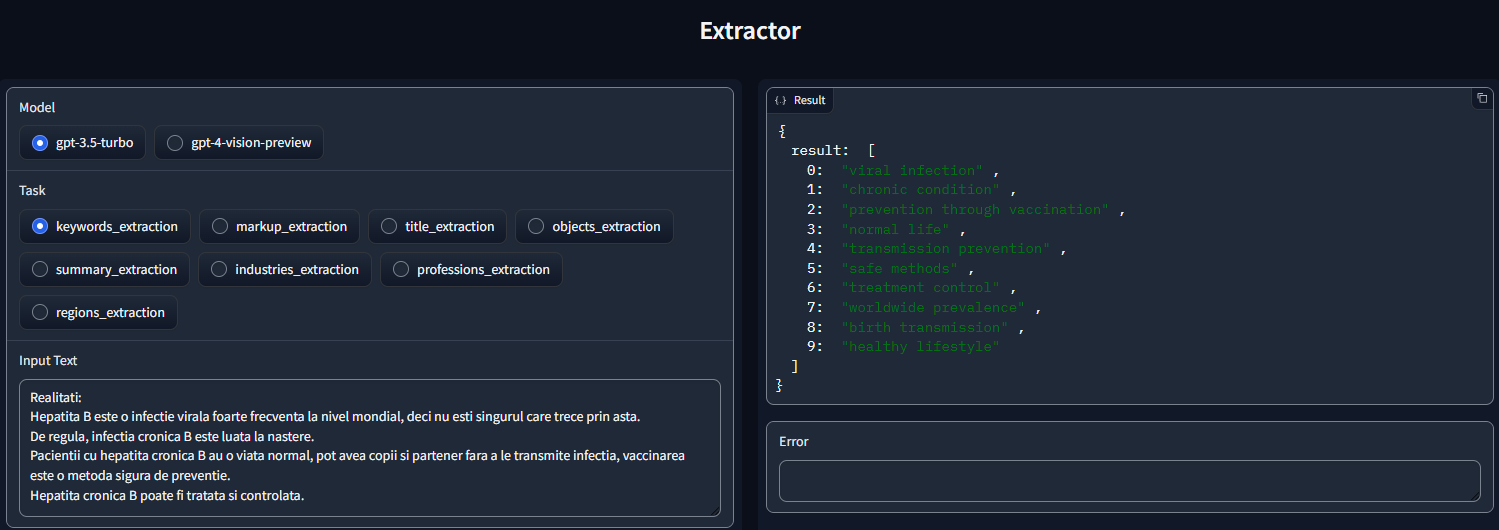 Extractor
Model
gpt-3.5-turbo gpt-4-vision-preview
Task
keywords_extraction markup_extraction title_extraction objects_extraction
summary_extraction industries_extraction professions_extraction
regions_extraction
Input Text
Realitati:
Hepatita B este o infectie virala foarte frecventa la nivel mondial, deci nu esti singurul care trece prin asta.
De regula, infectia cronica B este luata la nastere.
Pacientii cu hepatita cronica B au o viata normal, pot avea copii si partener fara a le transmite infectia, vaccinarea
este o metoda sigura de preventie.
Hepatita cronica B poate fi tratata si controlata.
{..} Result
{
result: [
0: "viral infection" ,
1: "chronic condition" ,
2: "prevention through vaccination" ,
3: "normal life" ,
4: "transmission prevention" ,
5: "safe methods" ,
6: "treatment control" ,
7: "worldwide prevalence" ,
8: "birth transmission" ,
9: "healthy lifestyle"
]
}
Error